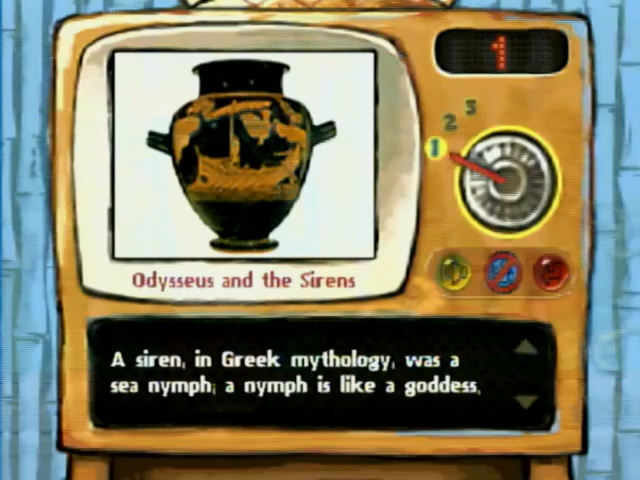 1
3
2
1
Odysseus and the Sirens
A siren, in Greek mythology, was a
sea nymph; a nymph is like a goddess,